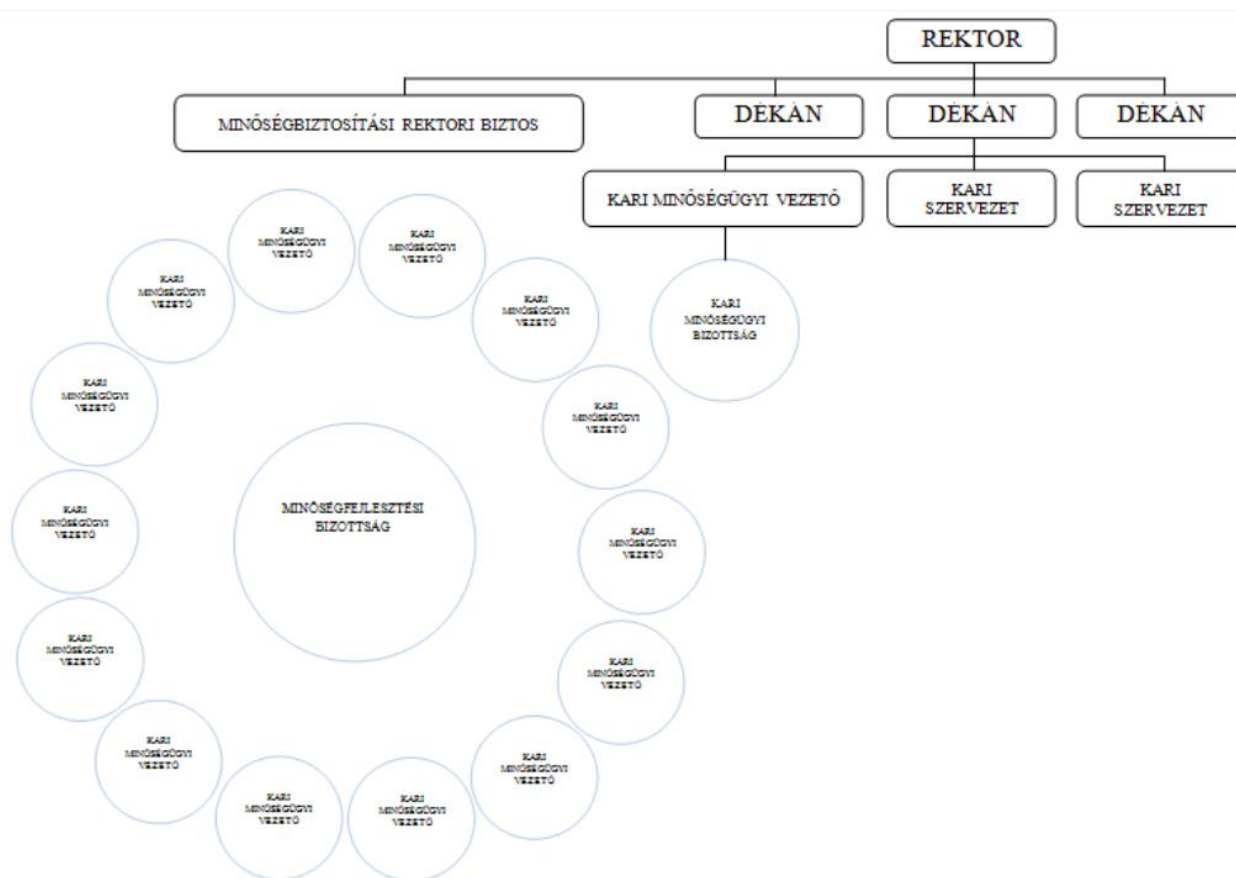 REKTOR
MINŐSÉGBIZTOSÍTÁSI REKTORI BIZTOS
DÉKÁN
DÉKÁN
DÉKÁN
KARI MINŐSÉGÜGYI VEZETŐ
KARI
SZERVEZET
KARI
SZERVEZET
KARI
MINŐSÉGÜGYI
BIZOTTSÁG
KARI
MINŐSÉGÜGYI
VEZETŐ
KARI
MINŐSÉGÜGYI
VEZETŐ
KARI
MINŐSÉGÜGYI
VEZETŐ
KARI
MINŐSÉGÜGYI
VEZETŐ
KARI
MINŐSÉGÜGYI
VEZETŐ
KARI
MINŐSÉGÜGYI
VEZETŐ
KARI
MINŐSÉGÜGYI
VEZETŐ
KARI
MINŐSÉGÜGYI
VEZETŐ
KARI
MINŐSÉGÜGYI
VEZETŐ
KARI
MINŐSÉGÜGYI
VEZETŐ
KARI
MINŐSÉGÜGYI
VEZETŐ
KARI
MINŐSÉGÜGYI
VEZETŐ
KARI
MINŐSÉGÜGYI
VEZETŐ
KARI
MINŐSÉGÜGYI
VEZETŐ
MINŐSÉGFEJLESZTÉSI
BIZOTTSÁG